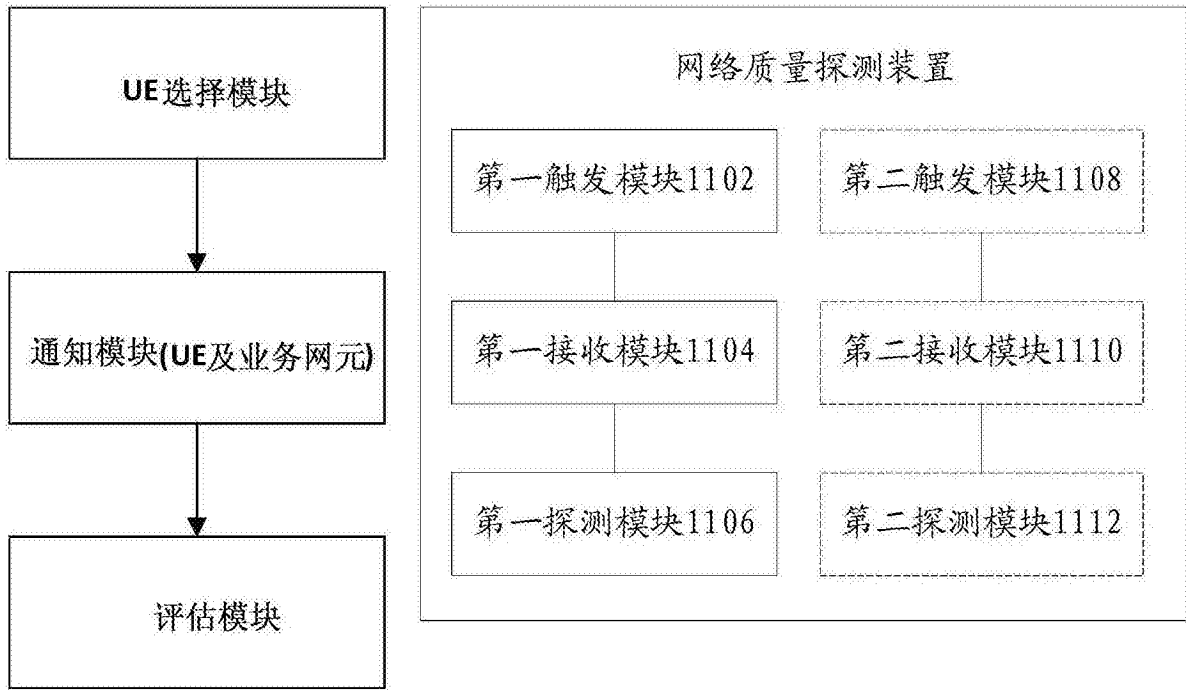 UE选择模块
通知模块(UE及业务网元)
评估模块
网络质量探测装置
第一触发模块1102
第二触发模块1108
第一接收模块1104
第二接收模块1110
第一探测模块1106
第二探测模块1112